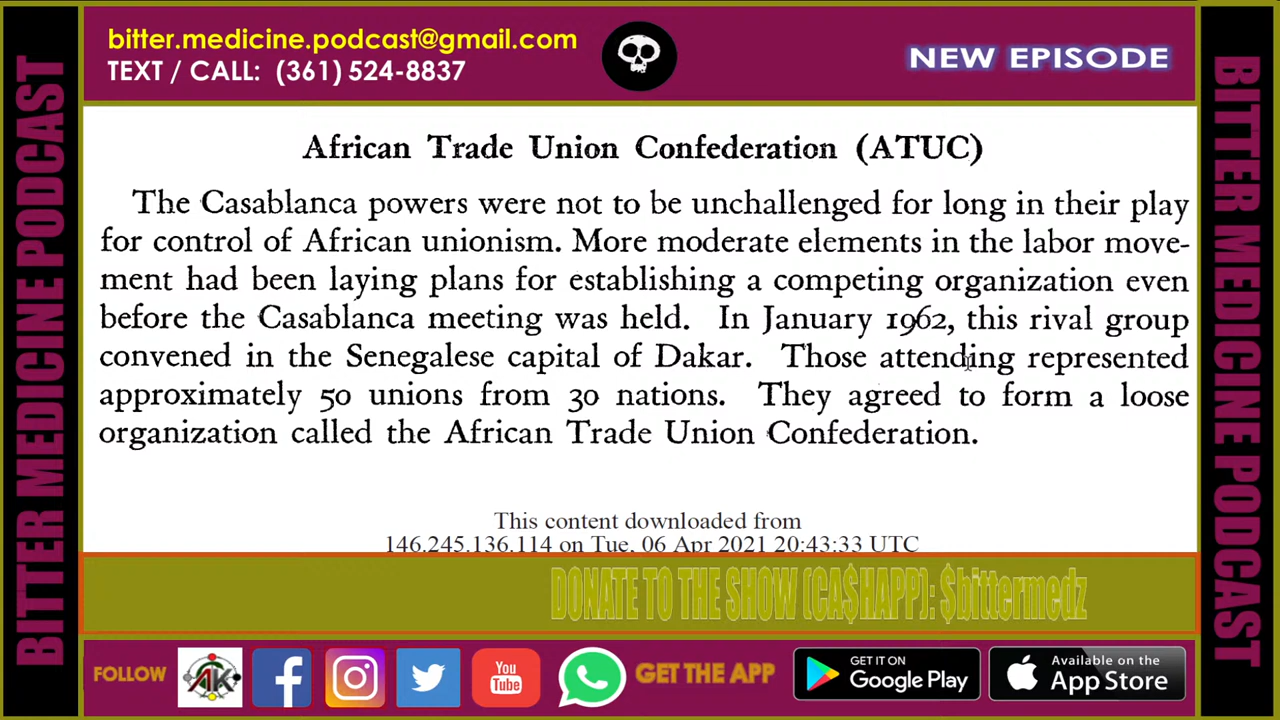 bitter.medicine.podcast@gmail.com
TEXT / CALL: (361) 524-8837
NEW EPISODE
BITTER MEDICINE PODCAST
African Trade Union Confederation (ATUC)
The Casablanca powers were not to be unchallenged for long in their play
for control of African unionism. More moderate elements in the labor move-
ment had been laying plans for establishing a competing organization even
before the Casablanca meeting was held. In January 1962, this rival group
convened in the Senegalese capital of Dakar. Those attending represented
approximately 50 unions from 30 nations. They agreed to form a loose
organization called the African Trade Union Confederation.
This content downloaded from
146.245.136.114 on Tue, 06 Apr 2021 20:43:33 UTC
BITTER MEDICINE PODCAST
DONATE TO THE SHOW (CA$HAPP): $bittermedz
FOLLOW
ATK
You
Tube
GET THE APP
GET IT ON
Google Play
Available on the
App Store